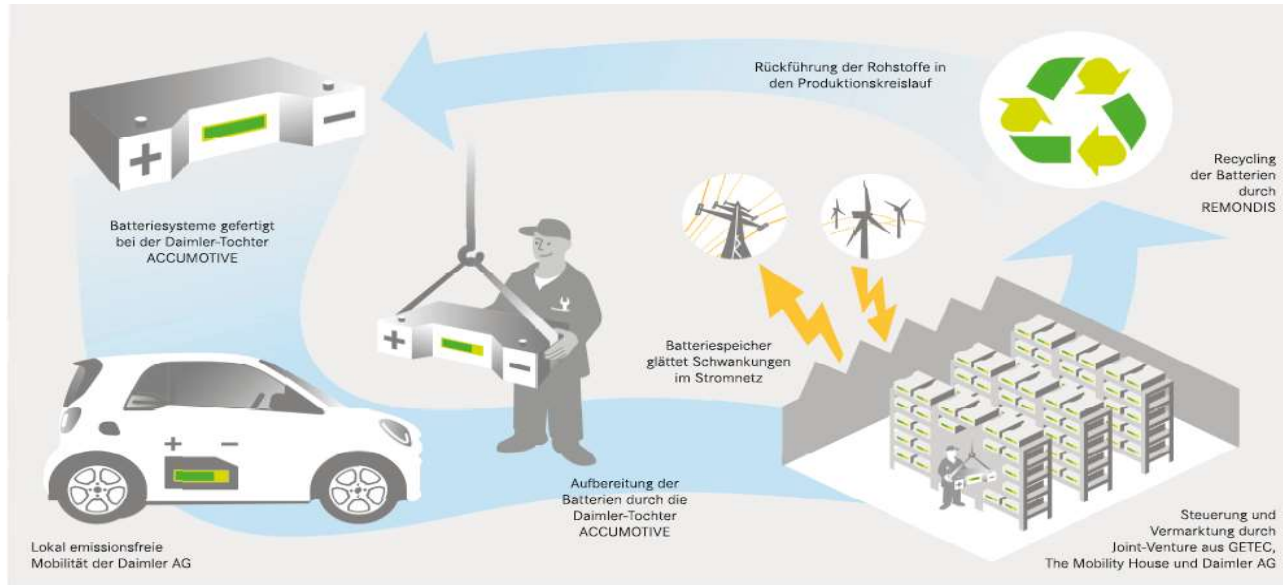 Rückführung der Rohstoffe in
den Produktionskreislauf
Recycling
der Batterien
durch
REMONDIS
Batteriesysteme gefertigt
bei der Daimler-Tochter
ACCUMOTIVE
Batteriespeicher
glättet Schwankungen
im Stromnetz
Aufbereitung der
Batterien durch die
Daimler-Tochter
ACCUMOTIVE
Lokal emissionsfreie
Mobilität der Daimler AG
Steuerung und
Vermarktung durch
Joint-Venture aus GETEC,
The Mobility House und Daimler AG